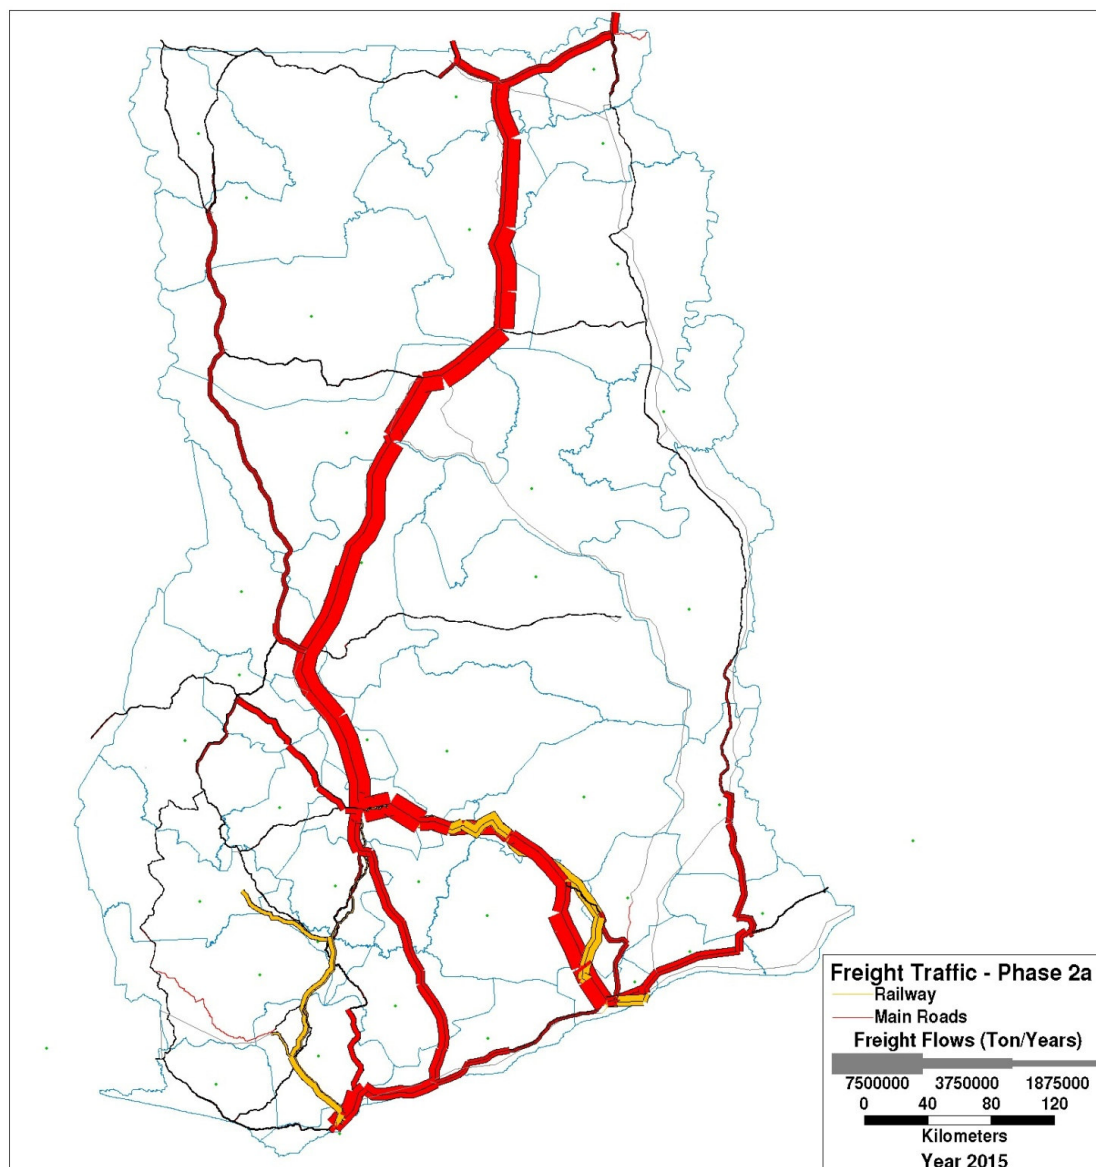 Freight Traffic - Phase 2a
Railway
Main Roads
Freight Flows (Ton/Years)
7500000 3750000 1875000
0 40 80 120
Kilometers
Year 2015